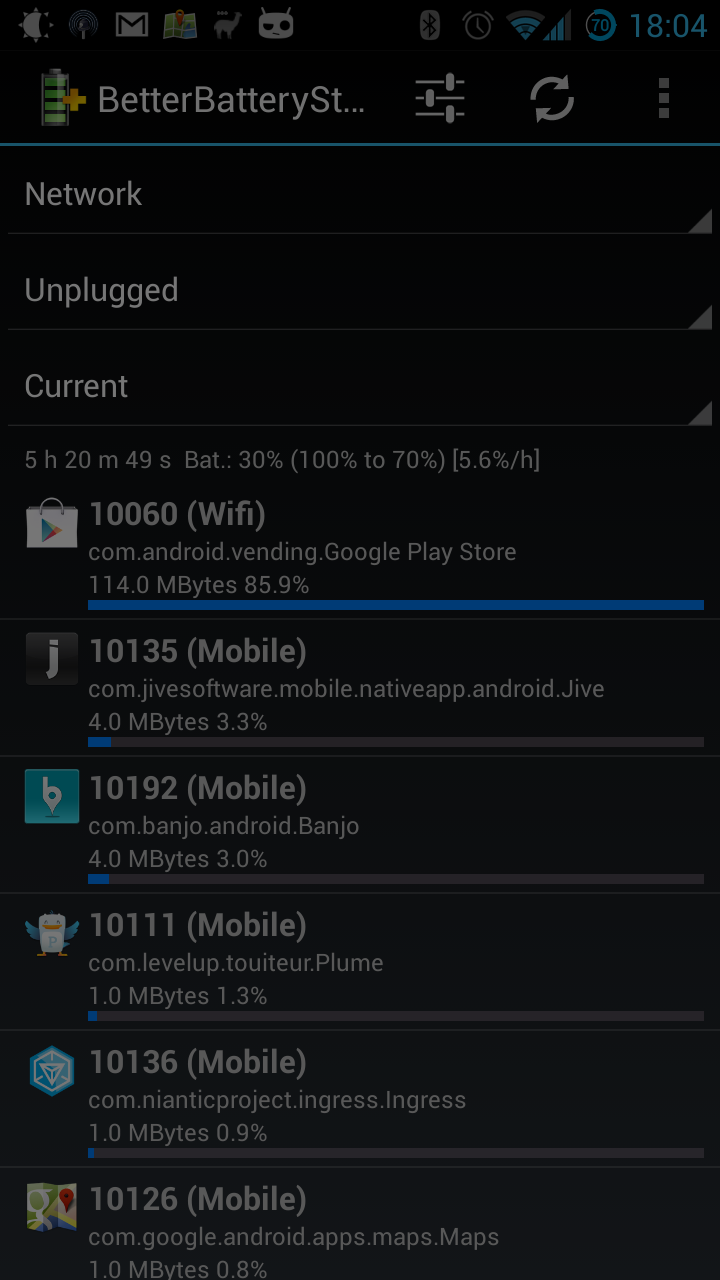 70 18:04
BetterBatterySt...
Network
Unplugged
Current
5 h 20 m 49 s Bat.: 30% (100% to 70%) [5.6%/h]
10060 (Wifi)
com.android.vending.Google Play Store
114.0 MBytes 85.9%
j
10135 (Mobile)
com.jivesoftware.mobile.nativeapp.android.Jive
4.0 MBytes 3.3%
b
10192 (Mobile)
com.banjo.android.Banjo
4.0 MBytes 3.0%
P
10111 (Mobile)
com.levelup.touiteur.Plume
1.0 MBytes 1.3%
10136 (Mobile)
com.nianticproject.ingress.Ingress
1.0 MBytes 0.9%
g
10126 (Mobile)
com.google.android.apps.maps.Maps
1.0 MBytes 0.8%